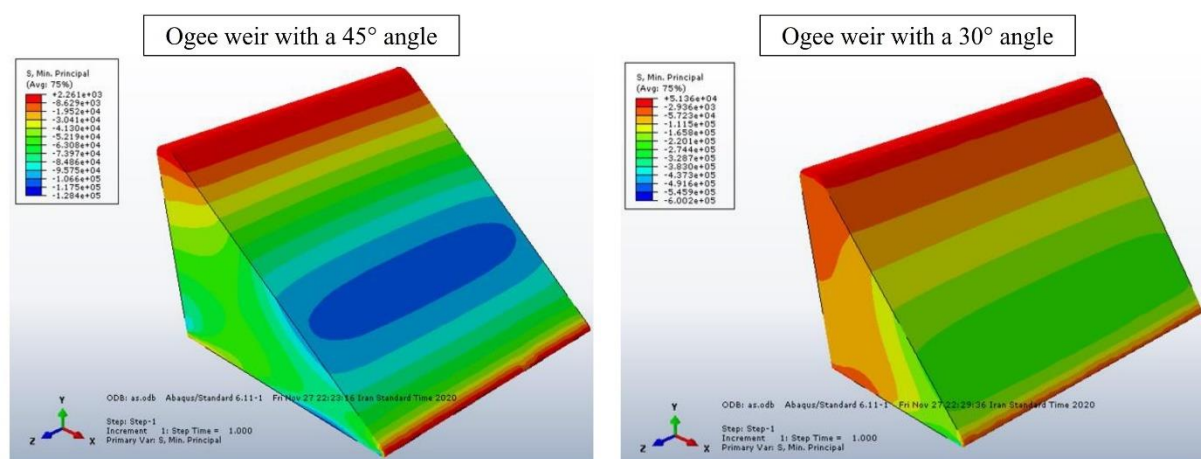 Ogee weir with a 45° angle
S, Min. Principal
(Avg: 75%)
+2.261e+03
-8.629e+03
-1.952e+04
-3.041e+04
-4.130e+04
-5.219e+04
-6.308e+04
-7.397e+04
-8.486e+04
-9.575e+04
-1.066e+05
-1.175e+05
-1.284e+05
ODB: as.odb Abaqus/Standard 6.11-1 Fri Nov 27 22:23:16 Iran Standard Time 2020
Y
Z
X
Step: Step-1
Increment 1: Step Time = 1.000
Primary Var: S, Min. Principal
Ogee weir with a 30° angle
S, Min. Principal
(Avg: 75%)
+5.136e+04
-2.936e+03
-5.723e+04
-1.115e+05
-1.658e+05
-2.201e+05
-2.744e+05
-3.287e+05
-3.830e+05
-4.373e+05
-4.916e+05
-5.459e+05
-6.002e+05
ODB: as.odb Abaqus/Standard 6.11-1 Fri Nov 27 22:29:36 Iran Standard Time 2020
Y
Z
X
Step: Step-1
Increment 1: Step Time = 1.000
Primary Var: S, Min. Principal